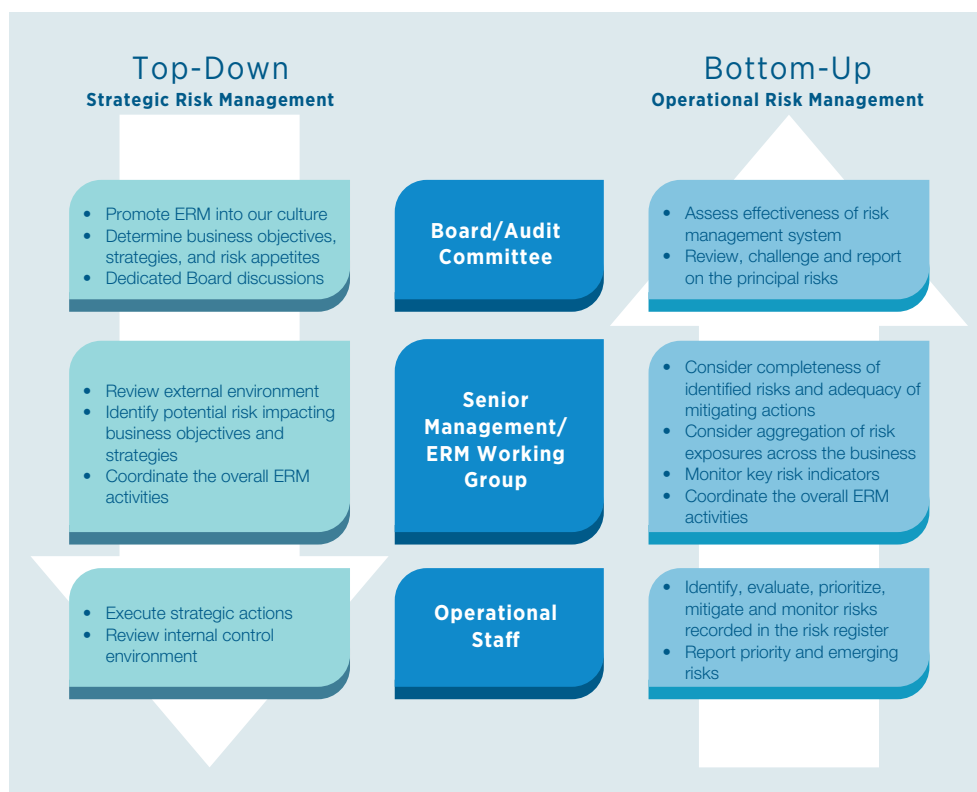 Top-Down
Strategic Risk Management
Bottom-Up
Operational Risk Management
• Promote ERM into our culture
• Determine business objectives,
strategies, and risk appetites
• Dedicated Board discussions
Board/Audit
Committee
• Assess effectiveness of risk
management system
• Review, challenge and report
on the principal risks
• Review external environment
• Identify potential risk impacting
business objectives and
strategies
• Coordinate the overall ERM
activities
Senior
Management/
ERM Working
Group
• Consider completeness of
identified risks and adequacy of
mitigating actions
• Consider aggregation of risk
exposures across the business
• Monitor key risk indicators
• Coordinate the overall ERM
activities
• Execute strategic actions
• Review internal control
environment
Operational
Staff
• Identify, evaluate, prioritize,
mitigate and monitor risks
recorded in the risk register
• Report priority and emerging
risks